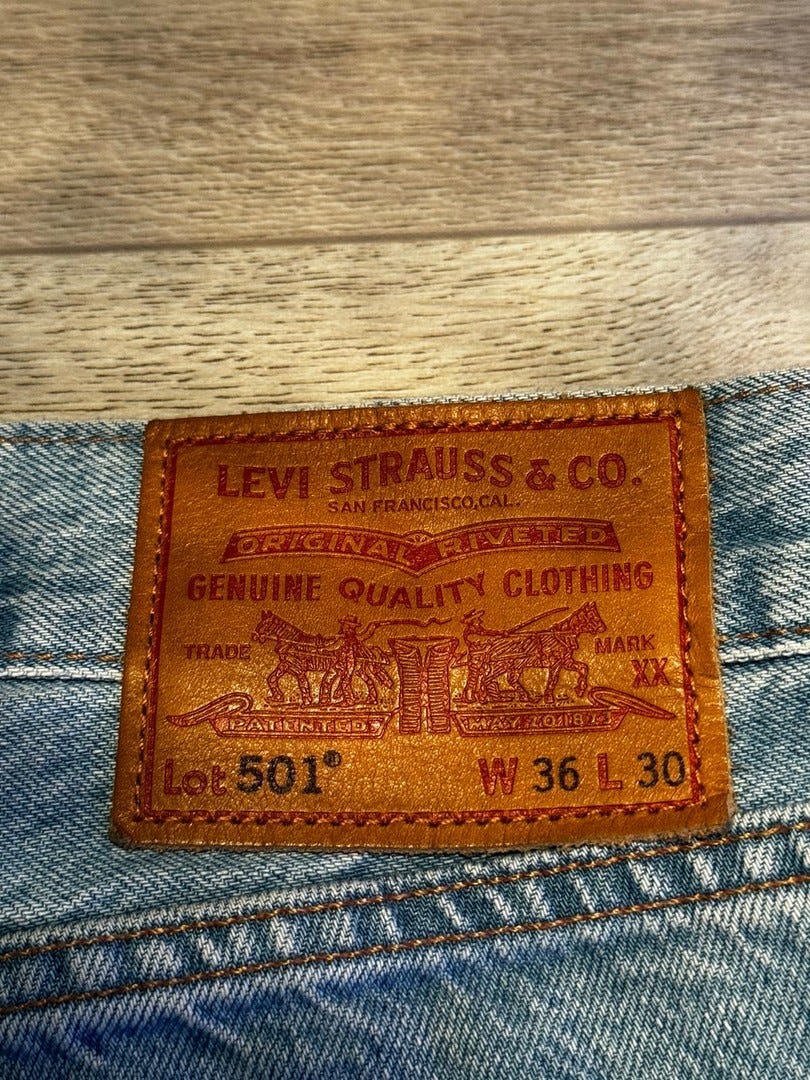 LEVI STRAUSS & CO.
SAN FRANCISCO, CAL.
ORIGINAL RIVETED
GENUINE QUALITY CLOTHING
TRADE MARK
XX
PATENTED MAY 20 1873
Lot 501® W 36 L 30